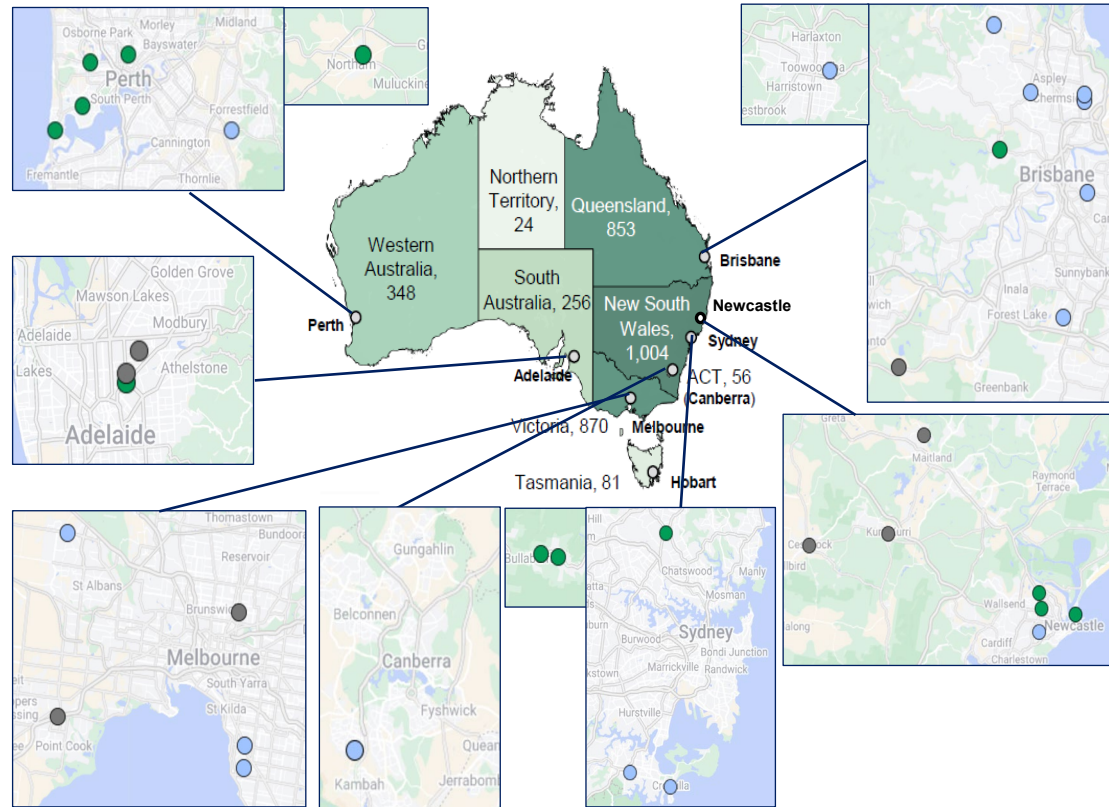 Morley
Midland
Osborne Park
Bayswater
Perth
South Perth
Forrestfield
Cannington
Fremantle
Thornlie
Northam
Muluckine
Harlaxton
Toowoomba
Harristown
Aspley
Chermsi
Brisbane
Inala
Sunnybank
Forest Lake
Greenbank
Northern
Territory,
24
Queensland,
853
Western
Australia,
348
South
Australia, 256
New South
Wales,
1,004
Brisbane
Newcastle
Sydney
Perth
Adelaide
ACT, 56
(Canberra)
Victoria, 870
Melbourne
Tasmania, 81
Hobart
Golden Grove
Mawson Lakes
Modbury
Adelaide
Lakes
Athelstone
Adelaide
Greta
Maitland
Raymond
Terrace
Kurri Kurri
Wallsend
Newcastle
Cardiff
Charlestown
Thomastown
Bundoora
Reservoir
St Albans
Brunswick
Melbourne
South Yarra
St Kilda
Point Cook
Gungahlin
Belconnen
Canberra
Fyshwick
Kambah
Jerrabomb
Bullab
Hill
Chatswood
Manly
Mosman
Burwood
Sydney
Bondi Junction
Marrickville
Randwick
Hurstville